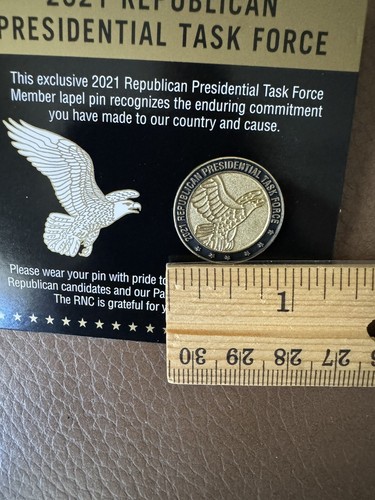 2021 REPUBLICAN
PRESIDENTIAL TASK FORCE
This exclusive 2021 Republican Presidential Task Force
Member lapel pin recognizes the enduring commitment
you have made to our country and cause.
2021 REPUBLICAN PRESIDENTIAL TASK FORCE
Please wear your pin with pride to
Republican candidates and our Pa
The RNC is grateful for y
1
30 29 28 27